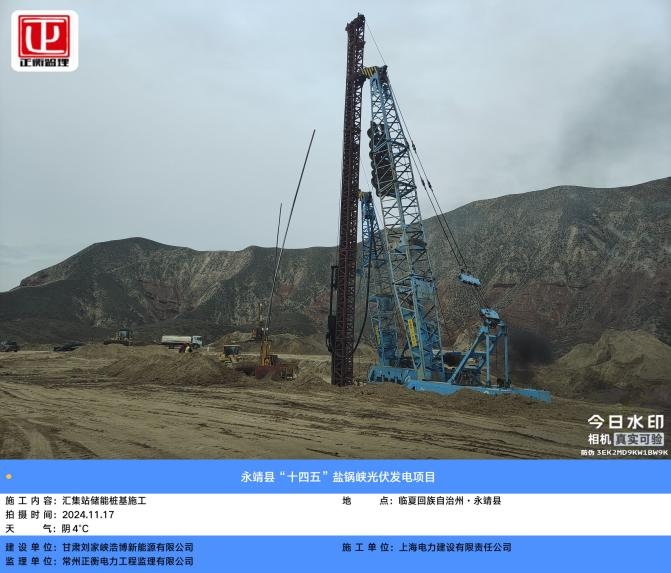 正衡监理
今日水印
相机 真实可验
防伪 3EK2MD9KW1BW9K
永靖县“十四五”盐锅峡光伏发电项目
施工内容：汇集站储能桩基施工
地点：临夏回族自治州·永靖县
拍摄时间：2024.11.17
天气：阴 4℃
建设单位：甘肃刘家峡浩博新能源有限公司
施工单位：上海电力建设有限责任公司
监理单位：常州正衡电力工程监理有限公司